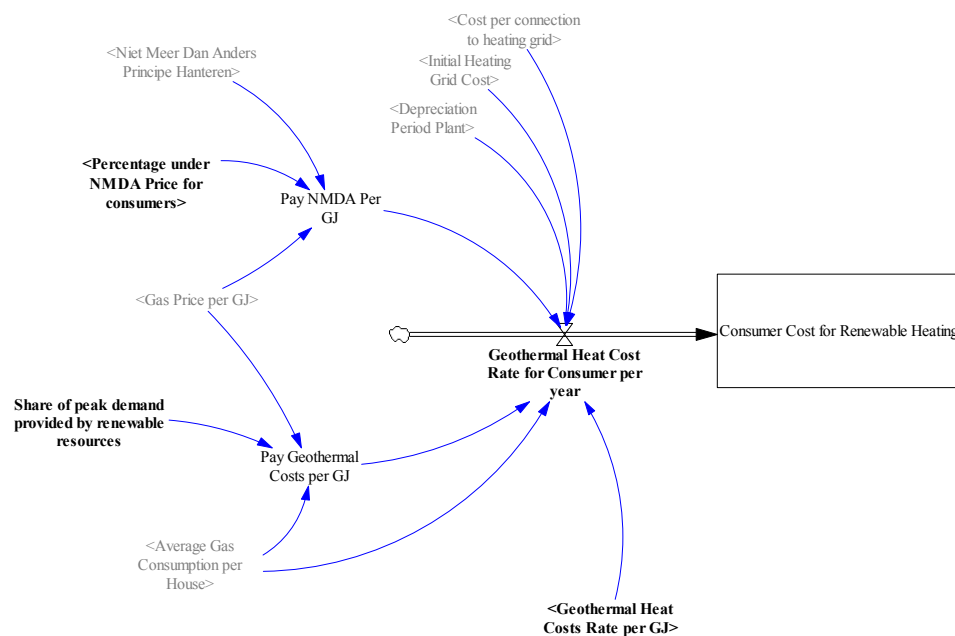 <Cost per connection
to heating grid>
<Niet Meer Dan Anders
Principe Hanteren>
<Initial Heating
Grid Cost>
<Depreciation
Period Plant>
<Percentage under
NMDA Price for
consumers>
Pay NMDA Per
GJ
<Gas Price per GJ>
Consumer Cost for Renewable Heating
Geothermal Heat Cost
Rate for Consumer per
year
Share of peak demand
provided by renewable
resources
Pay Geothermal
Costs per GJ
<Average Gas
Consumption per
House>
<Geothermal Heat
Costs Rate per GJ>